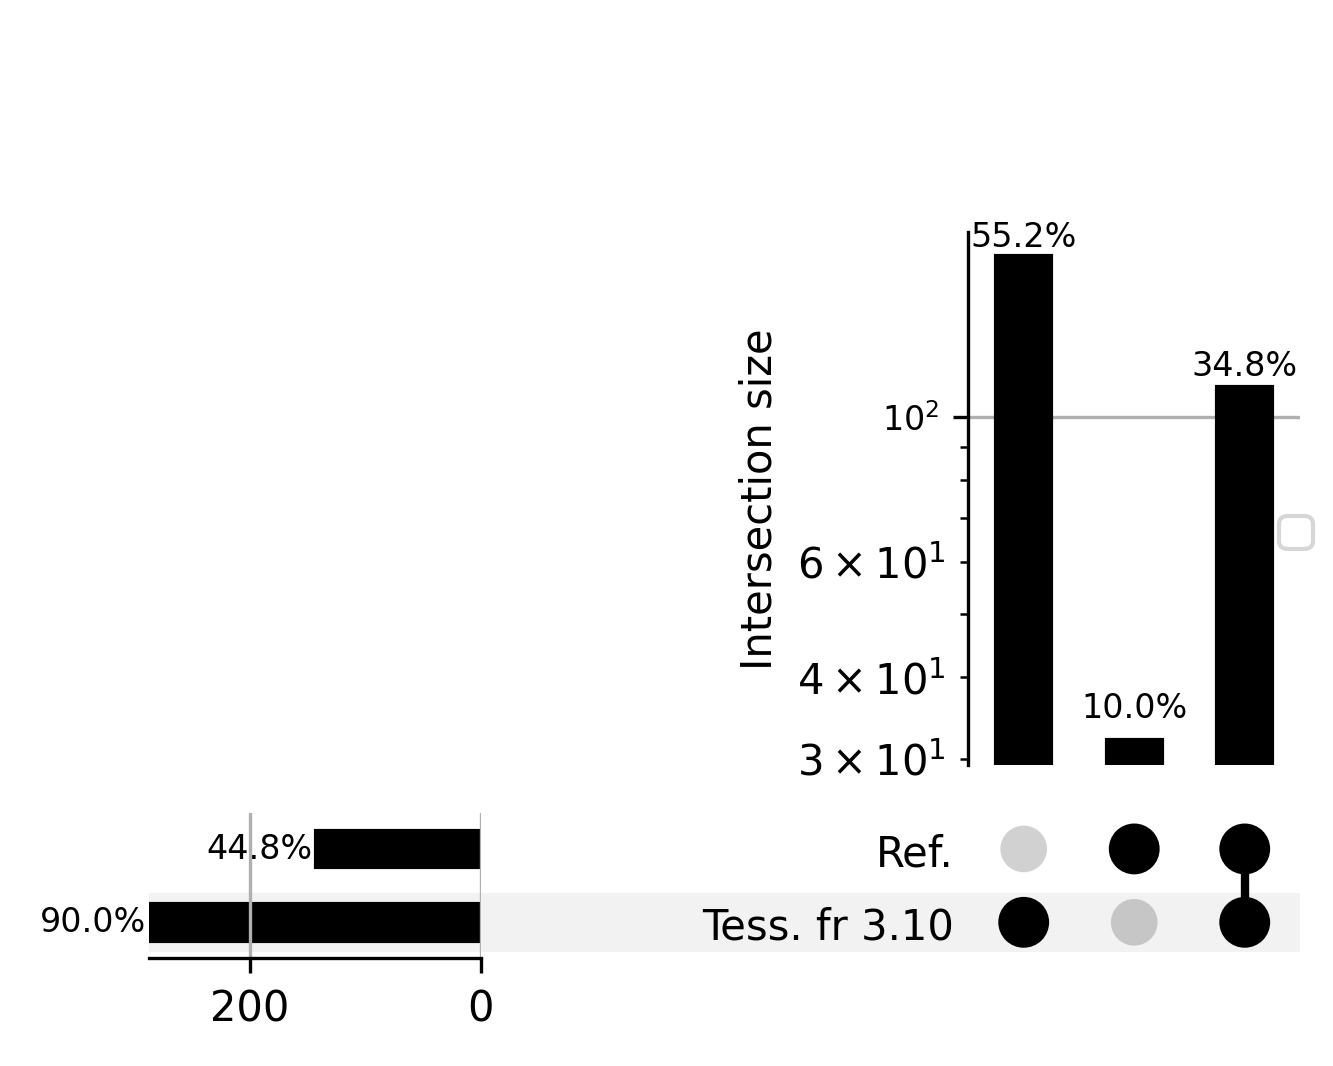 55.2%
34.8%
10²
Intersection size
6 × 10¹
4 × 10¹
10.0%
3 × 10¹
44.8%
Ref.
90.0%
Tess. fr 3.10
200
0